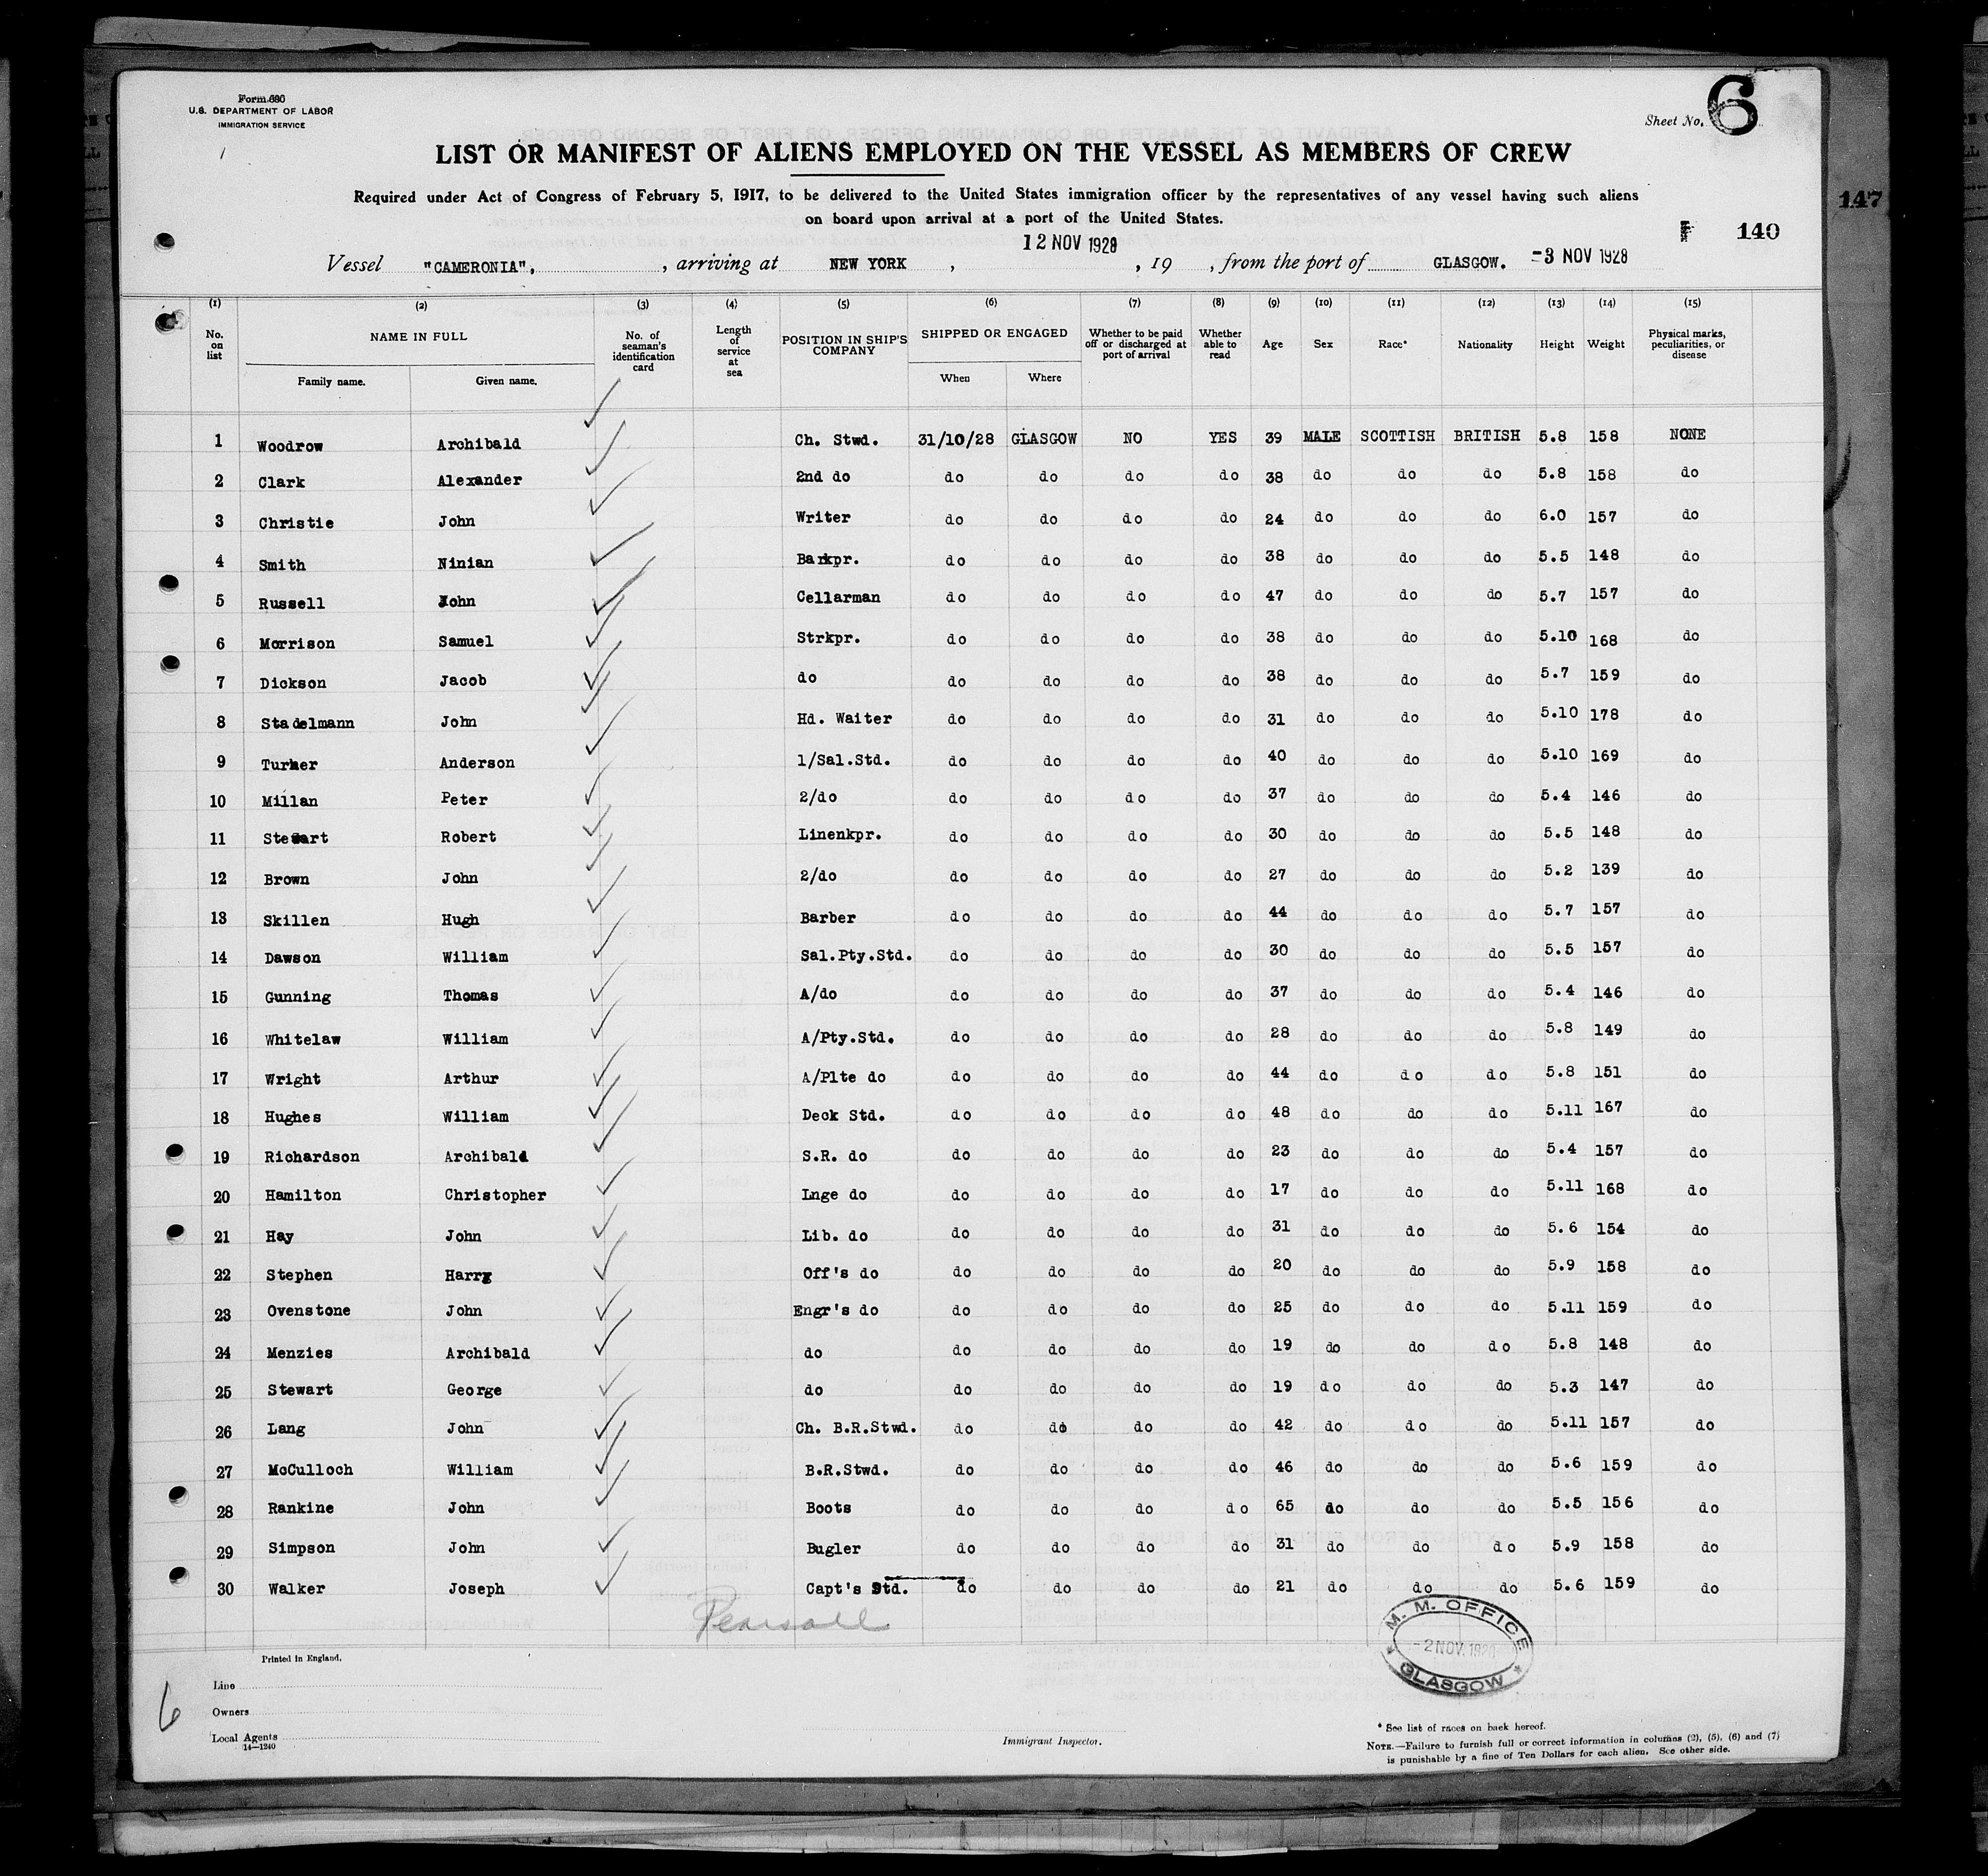 Form 680
U.S. DEPARTMENT OF LABOR
IMMIGRATION SERVICE
Sheet No. 6
LIST OR MANIFEST OF ALIENS EMPLOYED ON THE VESSEL AS MEMBERS OF CREW
Required under Act of Congress of February 5, 1917, to be delivered to the United States immigration officer by the representatives of any vessel having such aliens
on board upon arrival at a port of the United States.
147
140
Vessel "CAMERONIA", , arriving at NEW YORK , 12 NOV 1928 , 19 , from the port of GLASGOW. -3 NOV 1928
(1) (2) (3) (4) (5) (6) (7) (8) (9) (10) (11) (12) (13) (14) (15)
No. on list NAME IN FULL Family name. Given name. No. of seaman's identification card Length of service at sea POSITION IN SHIP'S COMPANY SHIPPED OR ENGAGED When Where Whether to be paid off or discharged at port of arrival Whether able to read Age Sex Race* Nationality Height Weight Physical marks, peculiarities, or disease
1 Woodrow Archibald Ch. Stwd. 31/10/28 GLASGOW NO YES 39 MALE SCOTTISH BRITISH 5.8 158 NONE
2 Clark Alexander 2nd do do do do do 38 do do do 5.8 158 do
3 Christie John Writer do do do do 24 do do do 6.0 157 do
4 Smith Ninian Barkpr. do do do do 38 do do do 5.5 148 do
5 Russell John Cellarman do do do do 47 do do do 5.7 157 do
6 Morrison Samuel Strkpr. do do do do 38 do do do 5.10 168 do
7 Dickson Jacob do do do do do 38 do do do 5.7 159 do
8 Stadelmann John Hd. Waiter do do do do 31 do do do 5.10 178 do
9 Turner Anderson 1/Sal.Std. do do do do 40 do do do 5.10 169 do
10 Millan Peter 2/do do do do do 37 do do do 5.4 146 do
11 Stewart Robert Linenkpr. do do do do 30 do do do 5.5 148 do
12 Brown John 2/do do do do do 27 do do do 5.2 139 do
13 Skillen Hugh Barber do do do do 44 do do do 5.7 157 do
14 Dawson William Sal.Pty.Std. do do do do 30 do do do 5.5 157 do
15 Gunning Thomas A/do do do do do 37 do do do 5.4 146 do
16 Whitelaw William A/Pty.Std. do do do do 28 do do do 5.8 149 do
17 Wright Arthur A/Plte do do do do do 44 do do do 5.8 151 do
18 Hughes William Deck Std. do do do do 48 do do do 5.11 167 do
19 Richardson Archibald S.R. do do do do do 23 do do do 5.4 157 do
20 Hamilton Christopher Lnge do do do do do 17 do do do 5.11 168 do
21 Hay John Lib. do do do do do 31 do do do 5.6 154 do
22 Stephen Harry Off's do do do do do 20 do do do 5.9 158 do
23 Ovenstone John Engr's do do do do do 25 do do do 5.11 159 do
24 Menzies Archibald do do do do do 19 do do do 5.8 148 do
25 Stewart George do do do do do 19 do do do 5.3 147 do
26 Lang John Ch. B.R.Stwd. do do do do 42 do do do 5.11 157 do
27 McCulloch William B.R.Stwd. do do do do 46 do do do 5.6 159 do
28 Rankine John Boots do do do do 65 do do do 5.5 156 do
29 Simpson John Bugler do do do do 31 do do do 5.9 158 do
30 Walker Joseph Capt's Std. do do do do 21 do do do 5.6 159 do
Pearsall
M. M. OFFICE
-2 NOV. 1928
GLASGOW
Printed in England.
6
Line
Owners
Local Agents
14—1240
Immigrant Inspector.
* See list of races on back hereof.
NOTE.—Failure to furnish full or correct information in columns (2), (5), (6) and (7)
is punishable by a fine of Ten Dollars for each alien. See other side.